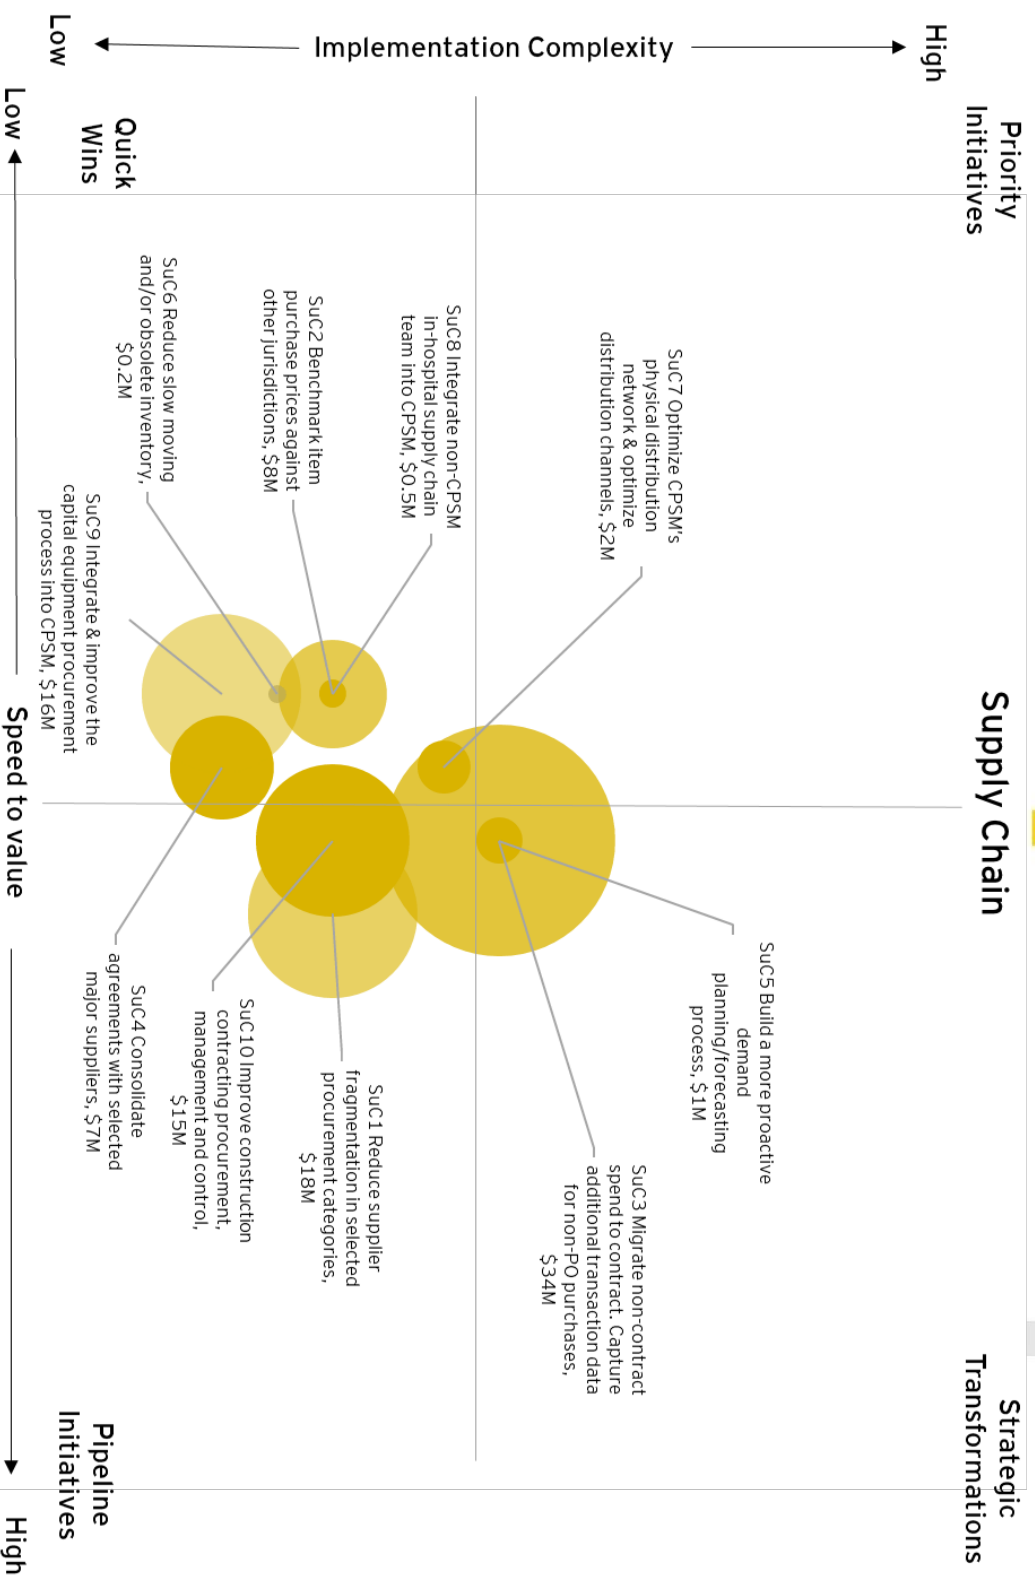 Supply Chain
Priority
Initiatives
Strategic
Transformations
High
Implementation Complexity
Low
SuC7 Optimize CPSM's
physical distribution
network & optimize
distribution channels, $2M
SuC5 Build a more proactive
demand
planning/forecasting
process, $1M
SuC3 Migrate non-contract
spend to contract. Capture
additional transaction data
for non-PO purchases,
$34M
SuC8 Integrate non-CPSM
in-hospital supply chain
team into CPSM, $0.5M
SuC2 Benchmark item
purchase prices against
other jurisdictions, $8M
SuC6 Reduce slow moving
and/or obsolete inventory,
$0.2M
SuC9 Integrate & improve the
capital equipment procurement
process into CPSM, $16M
SuC1 Reduce supplier
fragmentation in selected
procurement categories,
$18M
SuC10 Improve construction
contracting procurement,
management and control,
$15M
SuC4 Consolidate
agreements with selected
major suppliers, $7M
Quick
Wins
Pipeline
Initiatives
Low
Speed to value
High